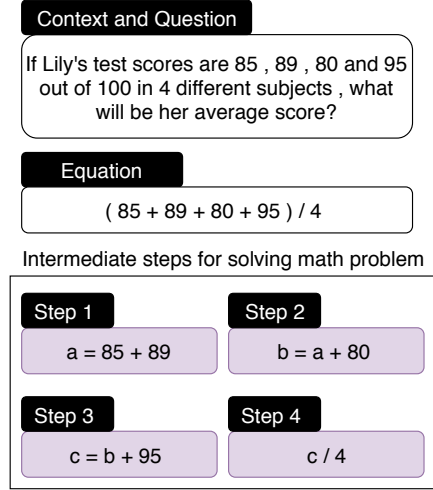 Context and Question
If Lily's test scores are 85 , 89 , 80 and 95
out of 100 in 4 different subjects , what
will be her average score?
Equation
( 85 + 89 + 80 + 95 ) / 4
Intermediate steps for solving math problem
Step 1
a = 85 + 89
Step 2
b = a + 80
Step 3
c = b + 95
Step 4
c / 4